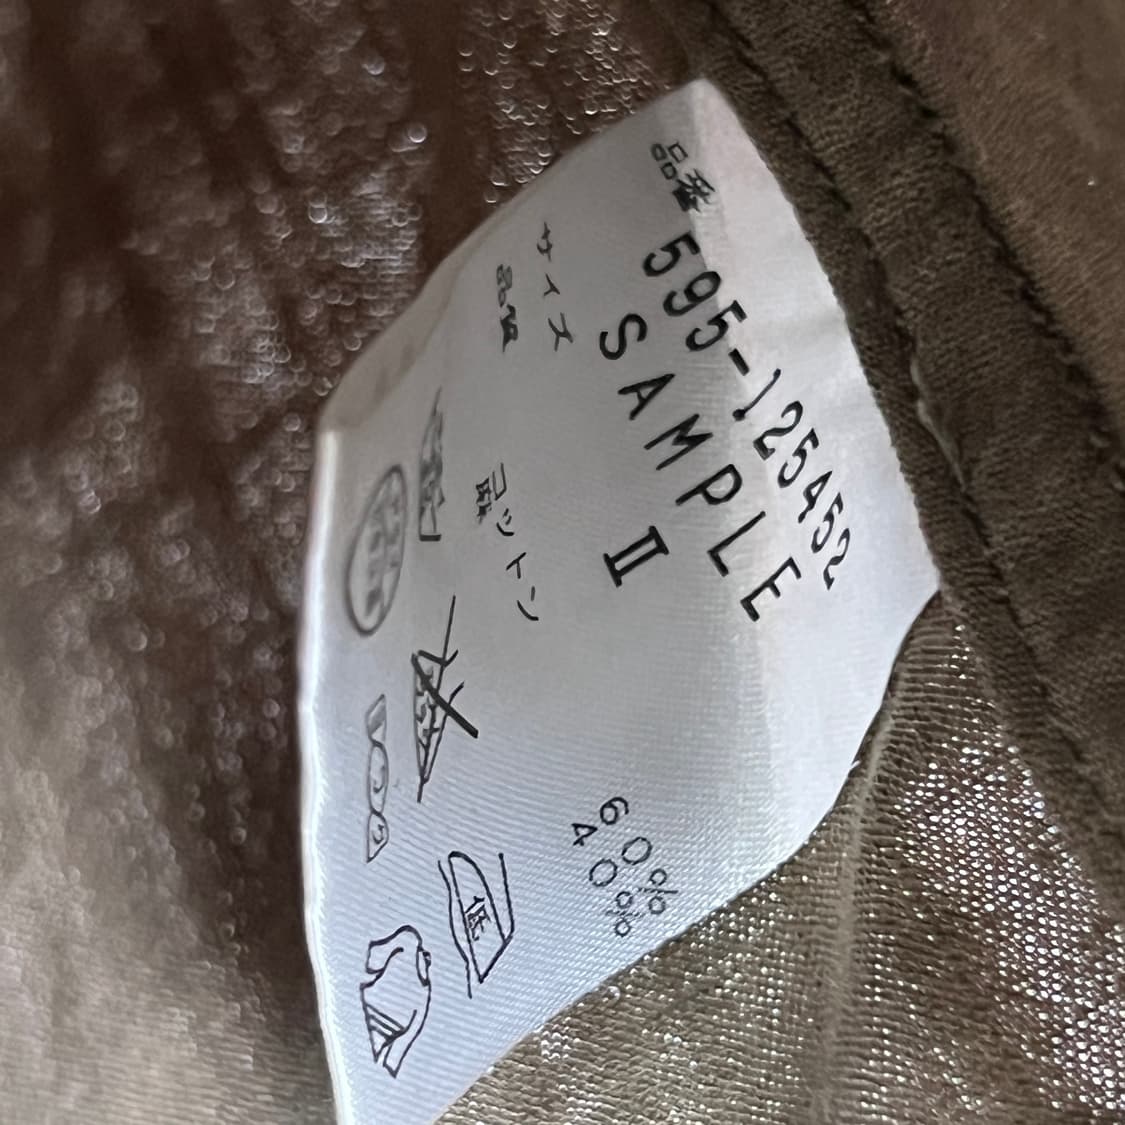 品番 595-125452
SAMPLE
サイズ II
品質
コットン 60%
麻 40%
低